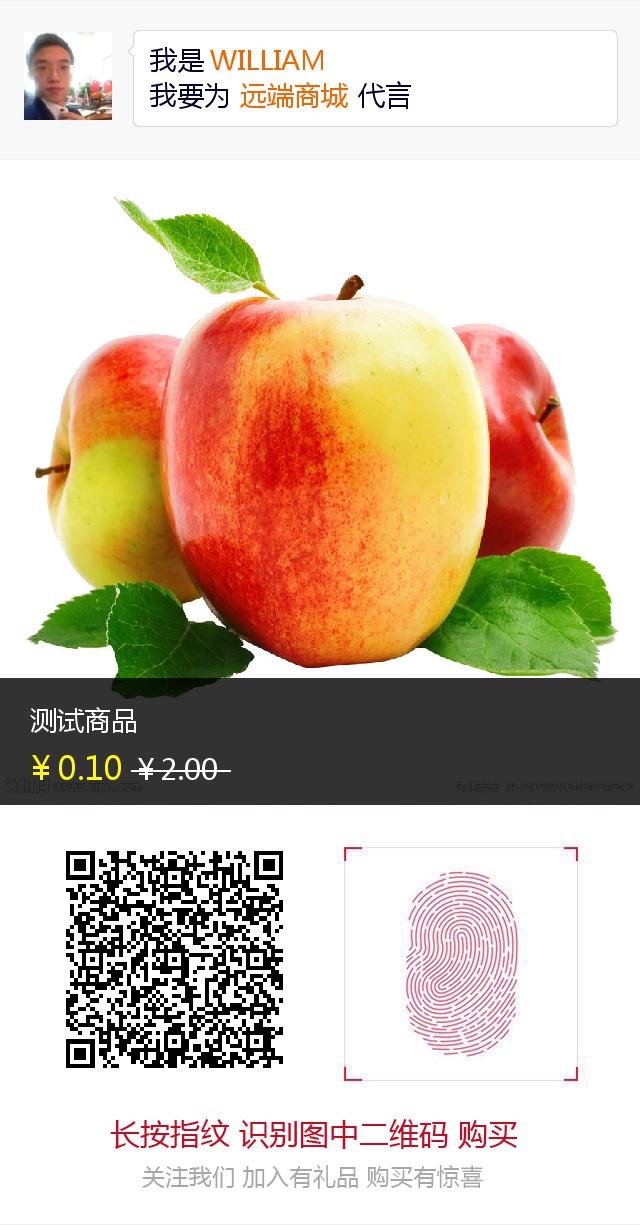 我是 WILLIAM
我要为 远端商城 代言
测试商品
¥0.10 ¥2.00
长按指纹 识别图中二维码 购买
关注我们 加入有礼品 购买有惊喜